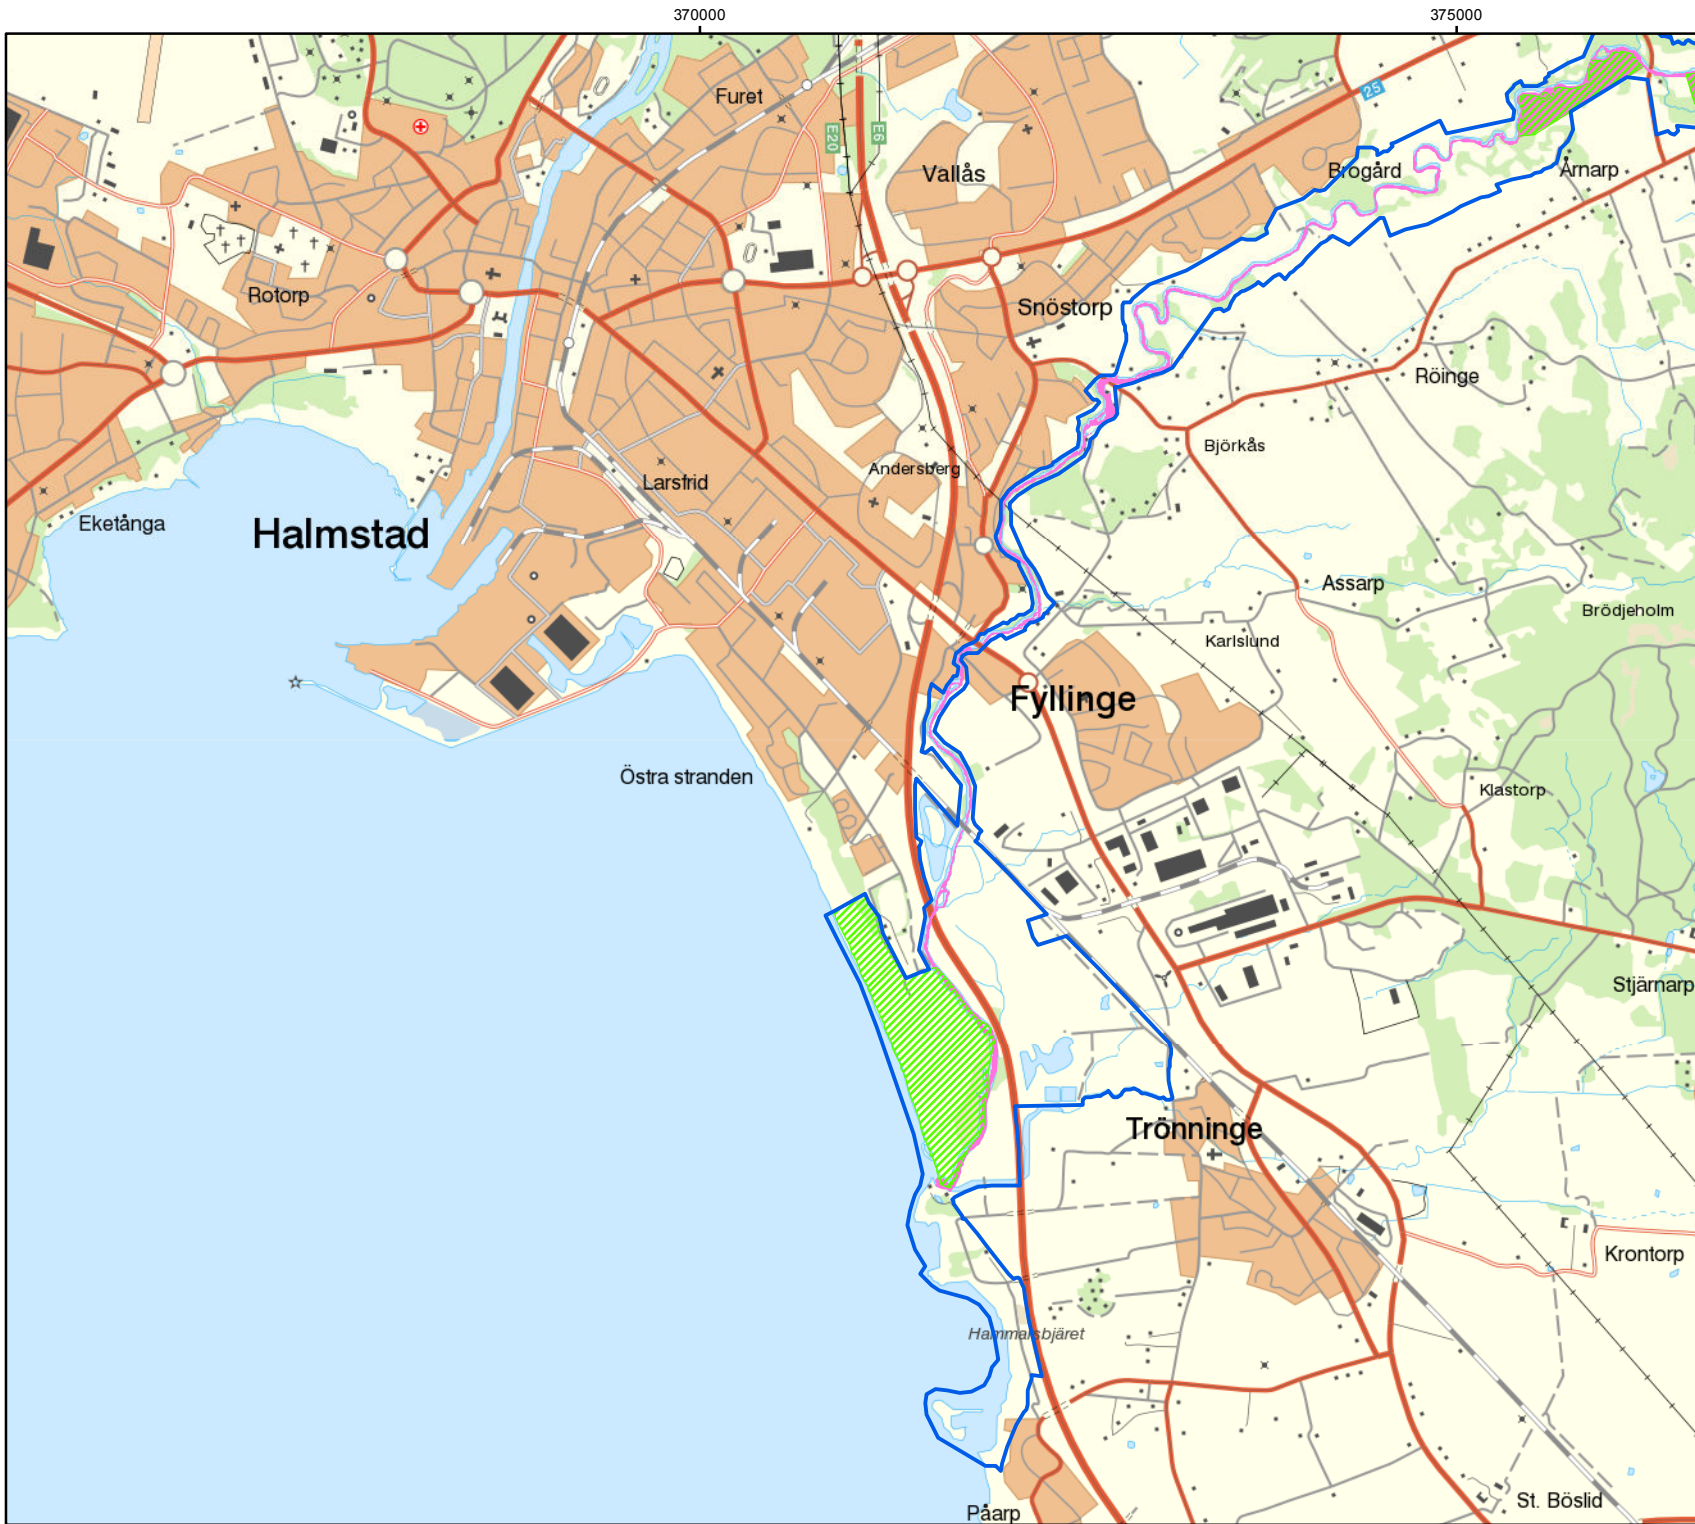 370000
375000
Furet
E20
E6
25
Vallås
Brogård
Årnarp
Rotorp
Snöstorp
Röinge
Björkås
Andersberg
Larsfrid
Eketånga
Halmstad
Assarp
Brödjeholm
Karlslund
Fyllinge
Östra stranden
Klastorp
Stjärnarp
Trönninge
Krontorp
Hammarsbjäret
St. Böslid
Påarp